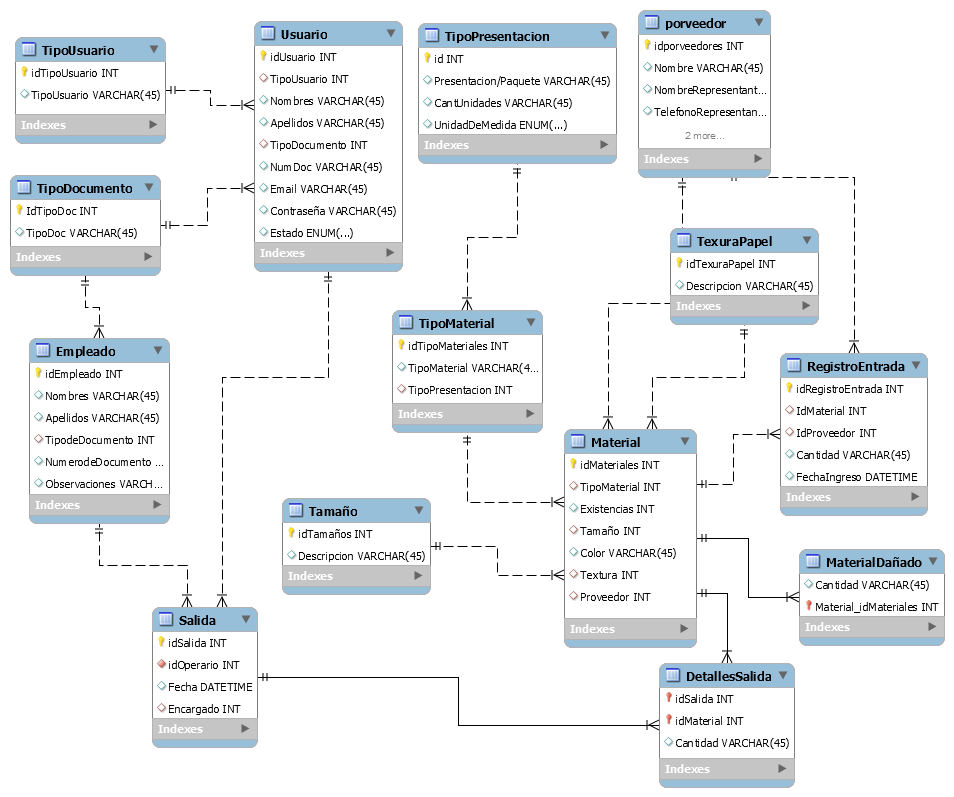 TipoUsuario
idTipoUsuario INT
TipoUsuario VARCHAR(45)
Indexes
Usuario
idUsuario INT
TipoUsuario INT
Nombres VARCHAR(45)
Apellidos VARCHAR(45)
TipoDocumento INT
NumDoc VARCHAR(45)
Email VARCHAR(45)
Contraseña VARCHAR(45)
Estado ENUM(...)
Indexes
TipoPresentacion
id INT
Presentacion/Paquete VARCHAR(45)
CantUnidades VARCHAR(45)
UnidadDeMedida ENUM(...)
Indexes
porveedor
idporveedores INT
Nombre VARCHAR(45)
NombreRepresentant...
TelefonoRepresentan...
2 more...
Indexes
TipoDocumento
IdTipoDoc INT
TipoDoc VARCHAR(45)
Indexes
TexuraPapel
idTexuraPapel INT
Descripcion VARCHAR(45)
Indexes
Empleado
idEmpleado INT
Nombres VARCHAR(45)
Apellidos VARCHAR(45)
TipodeDocumento INT
NumerodeDocumento ...
Observaciones VARCH...
Indexes
TipoMaterial
idTipoMateriales INT
TipoMaterial VARCHAR(4...
TipoPresentacion INT
Indexes
RegistroEntrada
idRegistroEntrada INT
IdMaterial INT
IdProveedor INT
Cantidad VARCHAR(45)
FechaIngreso DATETIME
Indexes
Material
idMateriales INT
TipoMaterial INT
Existencias INT
Tamaño INT
Color VARCHAR(45)
Textura INT
Proveedor INT
Indexes
Tamaño
idTamaños INT
Descripcion VARCHAR(45)
Indexes
MaterialDañado
Cantidad VARCHAR(45)
Material_idMateriales INT
Indexes
Salida
idSalida INT
idOperario INT
Fecha DATETIME
Encargado INT
Indexes
DetallesSalida
idSalida INT
idMaterial INT
Cantidad VARCHAR(45)
Indexes